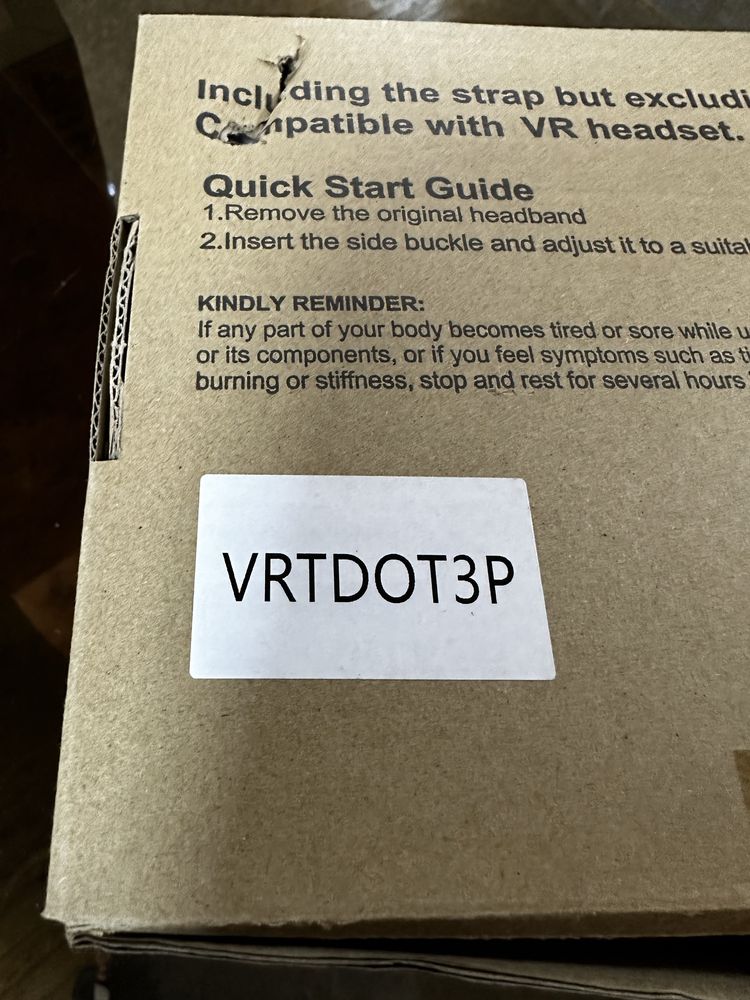 Including the strap but excludi
Compatible with VR headset.
Quick Start Guide
1.Remove the original headband
2.Insert the side buckle and adjust it to a suita
KINDLY REMINDER:
If any part of your body becomes tired or sore while u
or its components, or if you feel symptoms such as ti
burning or stiffness, stop and rest for several hours
VRTDOT3P